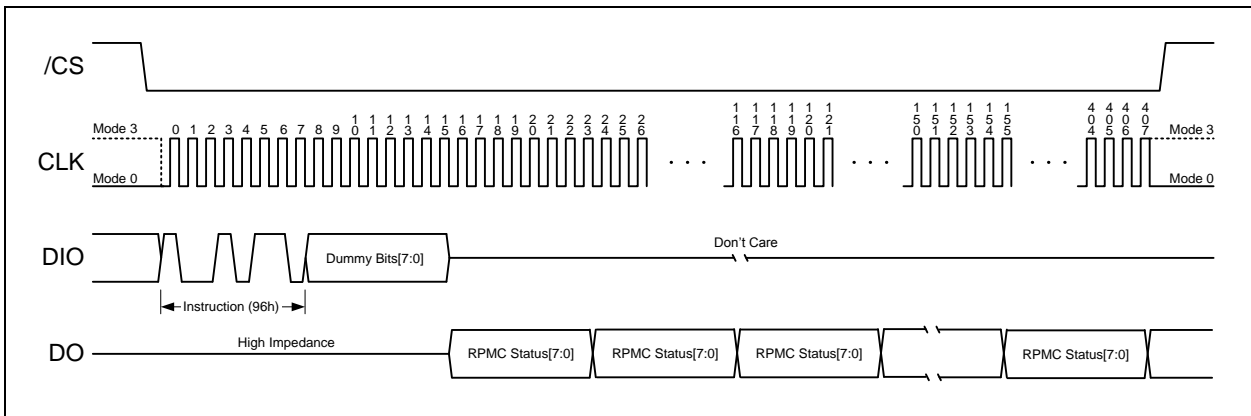 /CS
0 1 2 3 4 5 6 7 8 9 10 11 12 13 14 15 16 17 18 19 20 21 22 23 24 25 26 116 117 118 119 120 121 150 151 152 153 154 155 404 405 406 407
Mode 3
Mode 3
CLK
. . .
. . .
. . .
Mode 0
Mode 0
DIO
Dummy Bits[7:0]
Don't Care
Instruction (96h)
DO
High Impedance
RPMC Status[7:0]
RPMC Status[7:0]
RPMC Status[7:0]
RPMC Status[7:0]